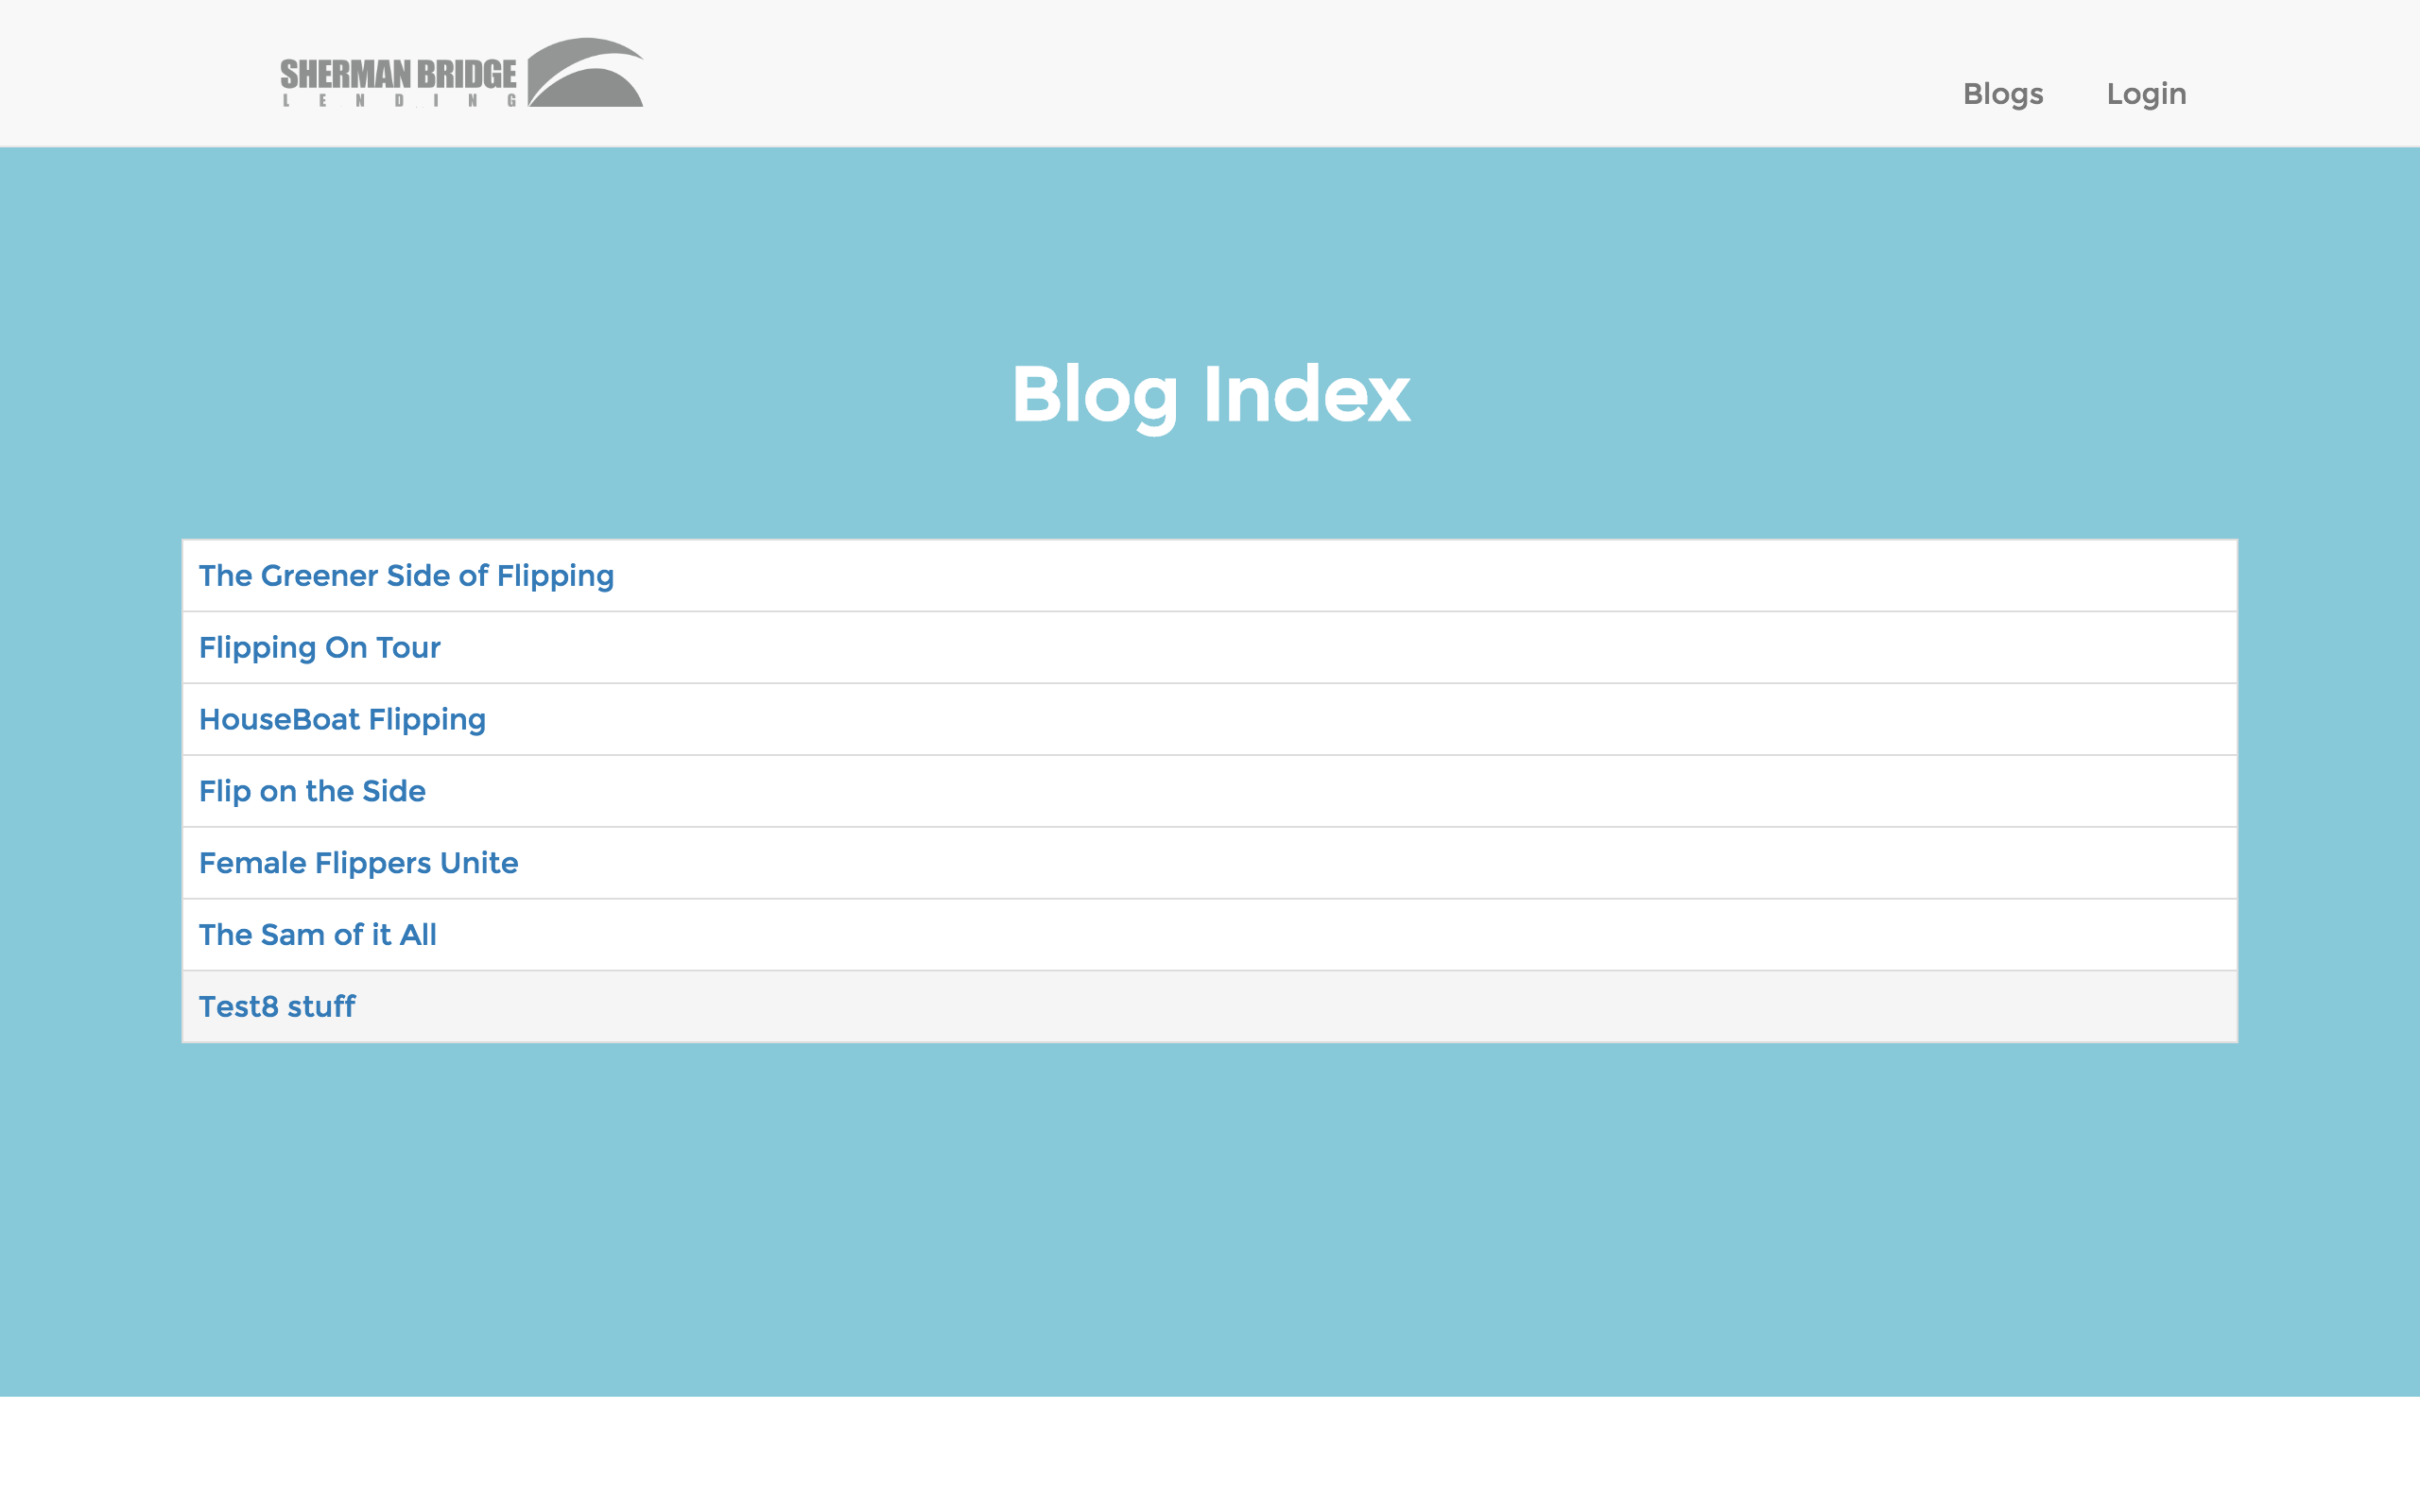 SHERMAN BRIDGE
LENDING
Blogs
Login
Blog Index
The Greener Side of Flipping
Flipping On Tour
HouseBoat Flipping
Flip on the Side
Female Flippers Unite
The Sam of it All
Test8 stuff